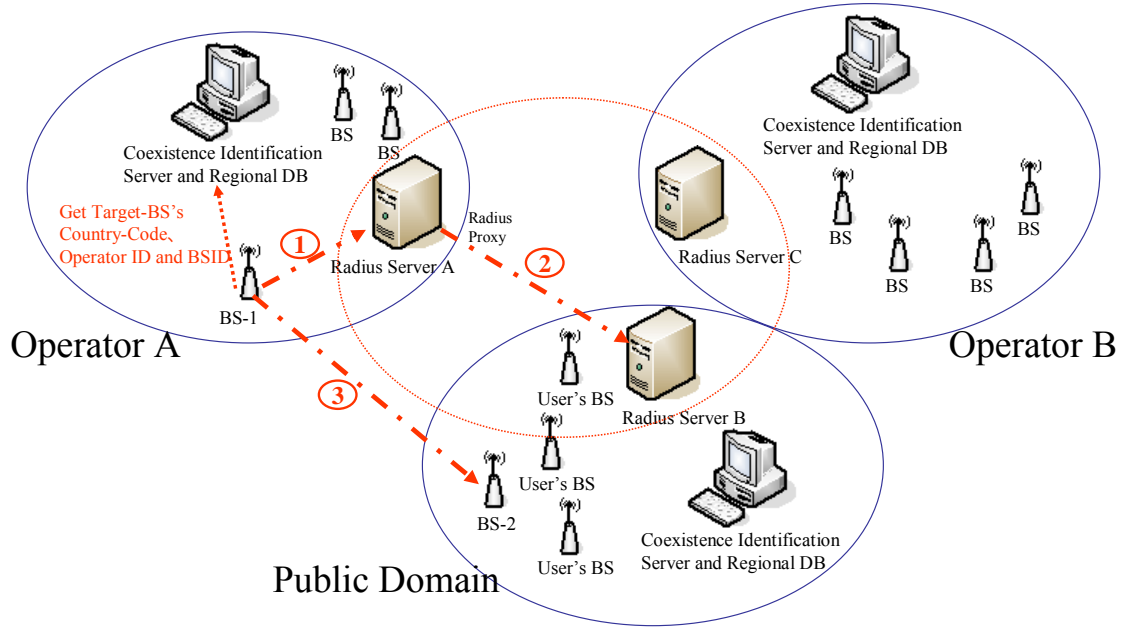 Coexistence Identification
Server and Regional DB
BS
BS
Get Target-BS's
Country-Code、
Operator ID and BSID
BS-1
Operator A
1
Radius Server A
Radius
Proxy
2
3
Coexistence Identification
Server and Regional DB
Radius Server C
BS
BS
BS
BS
Operator B
User's BS
Radius Server B
User's BS
BS-2
User's BS
Coexistence Identification
Server and Regional DB
Public Domain